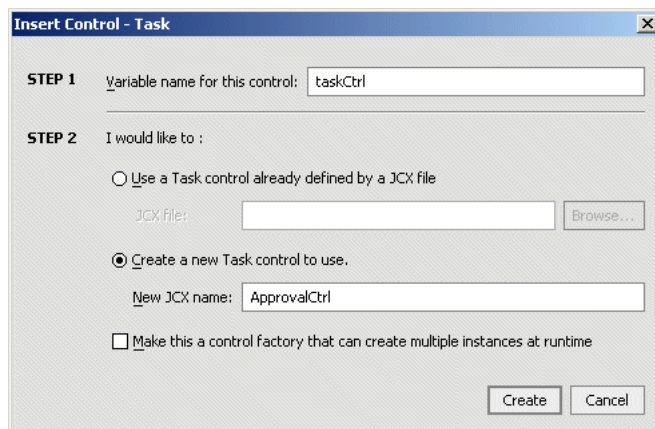 Insert Control - Task
STEP 1 Variable name for this control: taskCtrl
STEP 2 I would like to :
Use a Task control already defined by a JCX file
JCX file: Browse...
Create a new Task control to use.
New JCX name: ApprovalCtrl
Make this a control factory that can create multiple instances at runtime
Create Cancel